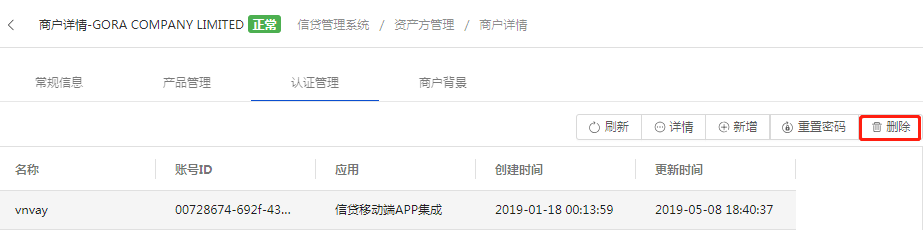 商户详情-GORA COMPANY LIMITED 正常 信贷管理系统 / 资产方管理 / 商户详情
常规信息 产品管理 认证管理 商户背景
刷新 详情 新增 重置密码 删除
名称 账号ID 应用 创建时间 更新时间
vnvay 00728674-692f-43... 信贷移动端APP集成 2019-01-18 00:13:59 2019-05-08 18:40:37